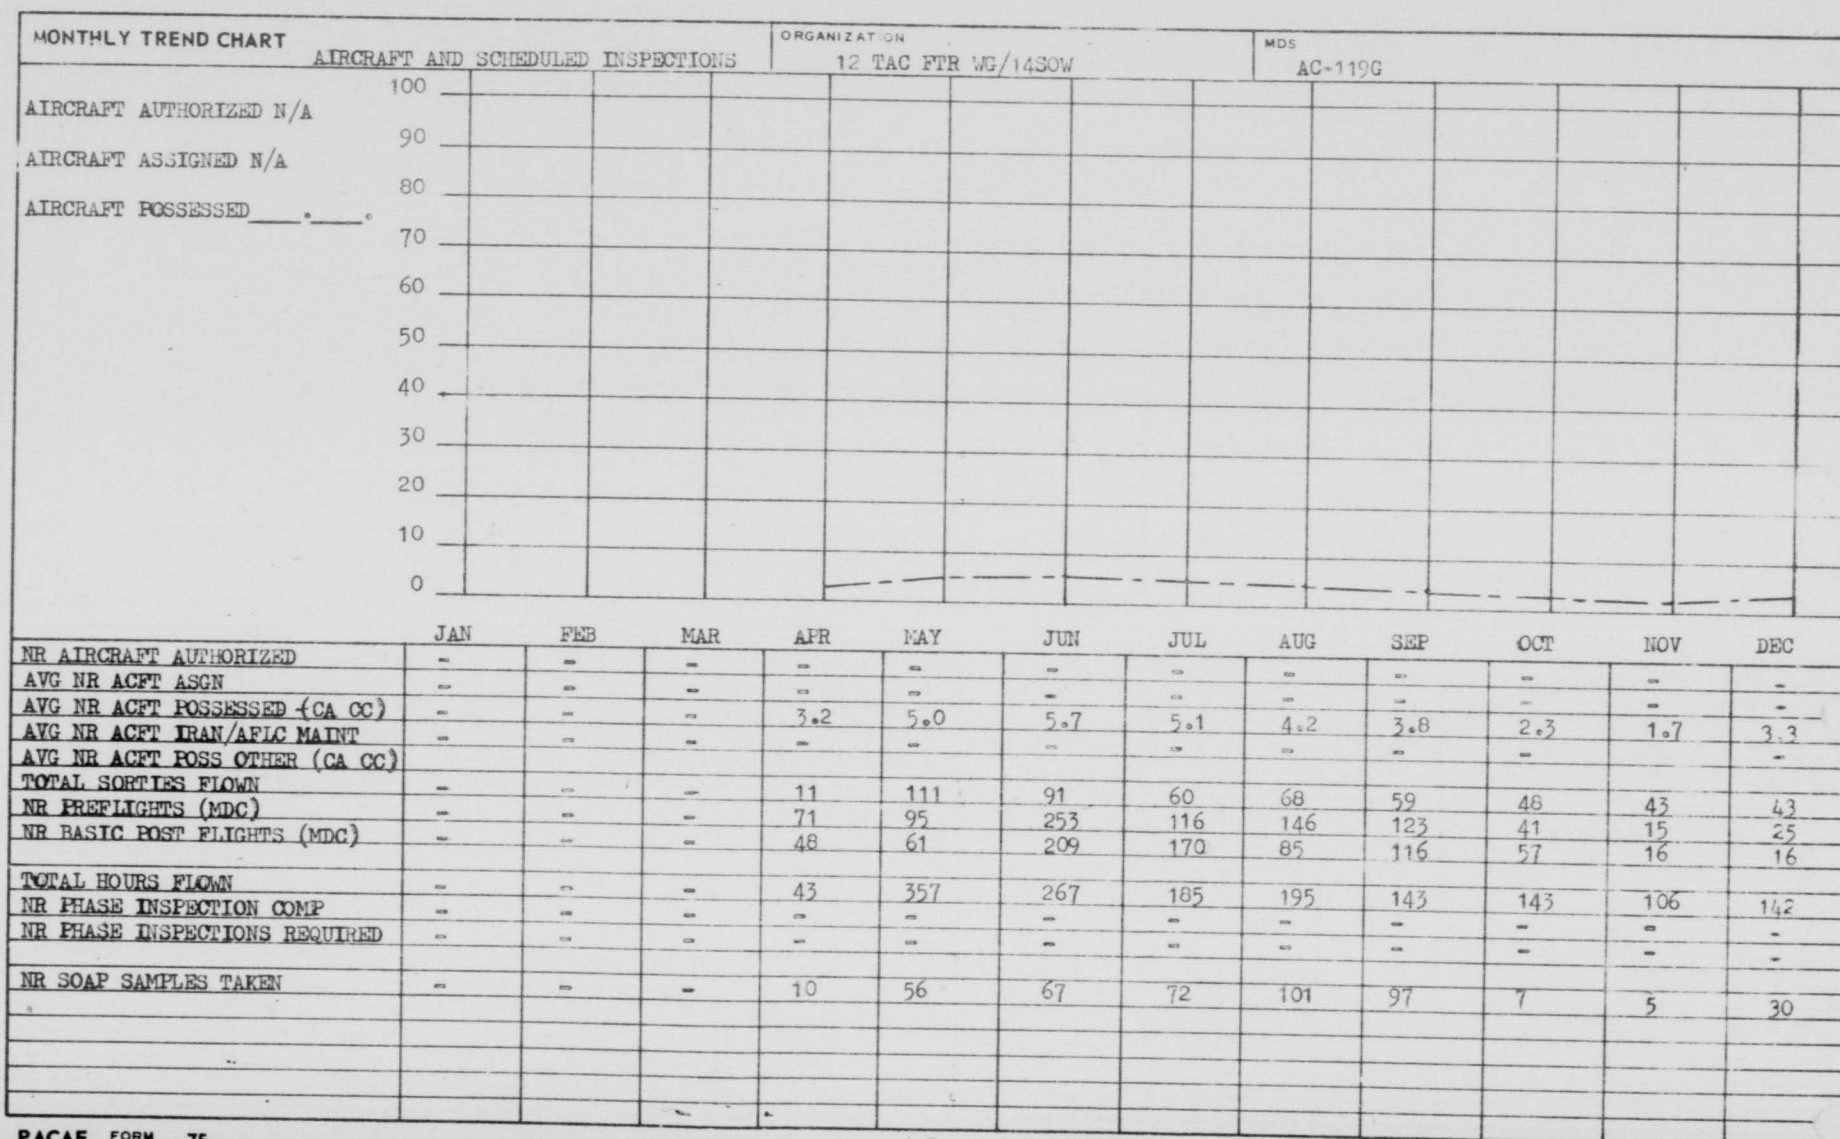 MONTHLY TREND CHART
AIRCRAFT AND SCHEDULED INSPECTIONS
ORGANIZATION
12 TAC FTR WG/14SOW
MDS
AC-119G
AIRCRAFT AUTHORIZED N/A
AIRCRAFT ASSIGNED N/A
AIRCRAFT POSSESSED____.____.
100
90
80
70
60
50
40
30
20
10
0
JAN FEB MAR APR MAY JUN JUL AUG SEP OCT NOV DEC
NR AIRCRAFT AUTHORIZED - - - - - - - - - - - -
AVG NR ACFT ASGN - - - - - - - - - - - -
AVG NR ACFT POSSESSED (CA CC) - - - 3.2 5.0 5.7 5.1 4.2 3.8 2.3 1.7 3.3
AVG NR ACFT IRAN/AFLC MAINT - - - - - - - - - - -
AVG NR ACFT POSS OTHER (CA CC)
TOTAL SORTIES FLOWN - - - 11 111 91 60 68 59 48 43 43
NR PREFLIGHTS (MDC) - - - 71 95 253 116 146 123 41 15 25
NR BASIC POST FLIGHTS (MDC) - - - 48 61 209 170 85 116 57 16 16
TOTAL HOURS FLOWN - - - 43 357 267 185 195 143 143 106 142
NR PHASE INSPECTION COMP - - - - - - - - - - - -
NR PHASE INSPECTIONS REQUIRED - - - - - - - - - - - -
NR SOAP SAMPLES TAKEN - - - 10 56 67 72 101 97 7 5 30
PACAF FORM 75